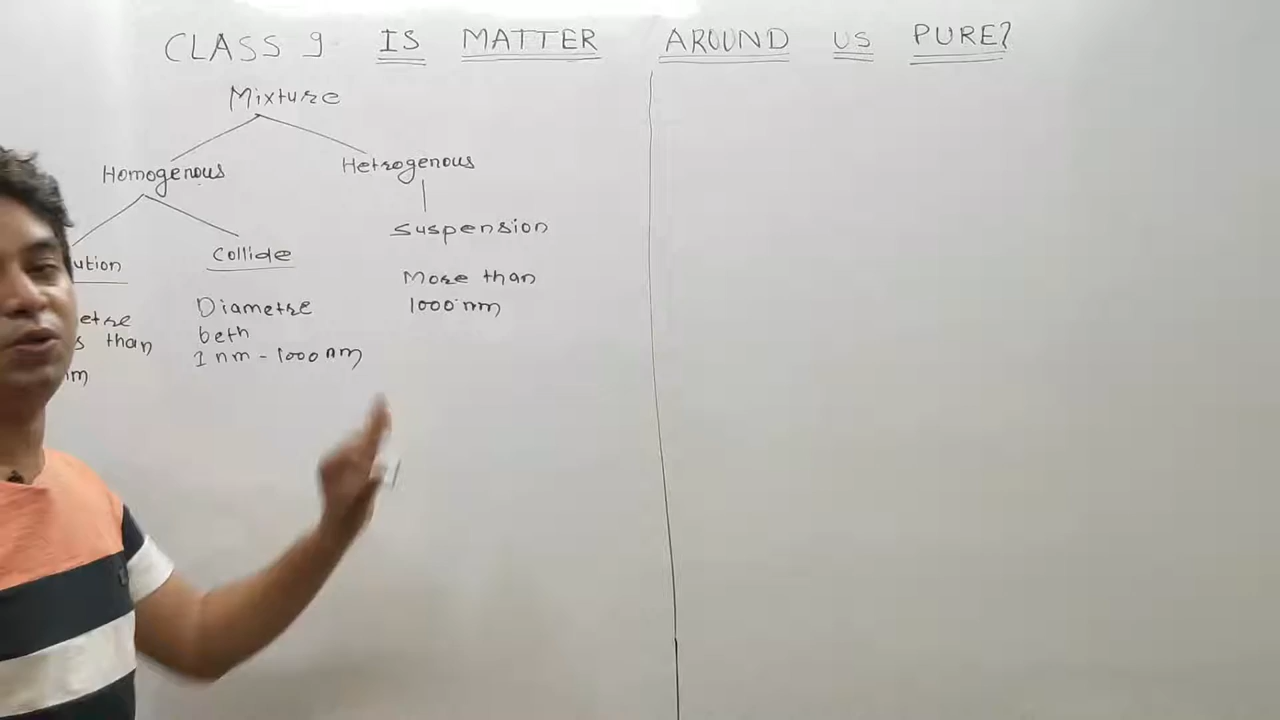 CLASS 9 IS MATTER AROUND US PURE?
Mixture
Homogenous
Hetrogenous
ution
Collide
Suspension
etre
s than
nm
Diametre
beth
1 nm - 1000 nm
More than
1000 nm